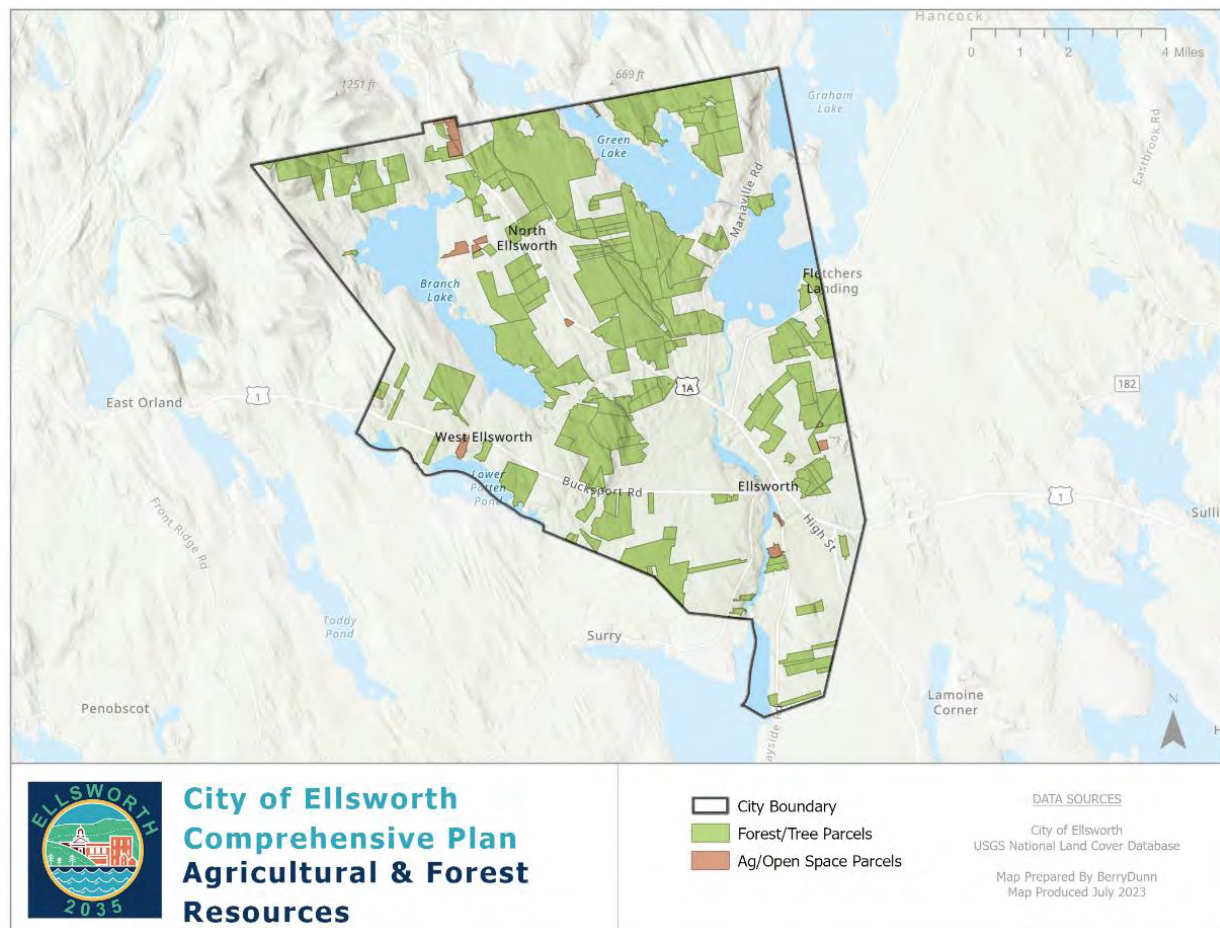 Hancock
0 1 2 4 Miles
1251 ft
669 ft
Graham
Lake
Green
Lake
Eastbrook Rd
Mariaville Rd
North
Ellsworth
Branch
Lake
Fletchers
Landing
1A
182
East Orland
1
West Ellsworth
Lower
Patten
Pond
Bucksport Rd
Ellsworth
High St
1
Sulli
Front Ridge Rd
Toddy
Pond
Surry
Penobscot
Lamoine
Corner
N
ayside R
H
ELLSWORTH
2035
City of Ellsworth
Comprehensive Plan
Agricultural & Forest
Resources
City Boundary
Forest/Tree Parcels
Ag/Open Space Parcels
DATA SOURCES
City of Ellsworth
USGS National Land Cover Database
Map Prepared By BerryDunn
Map Produced July 2023